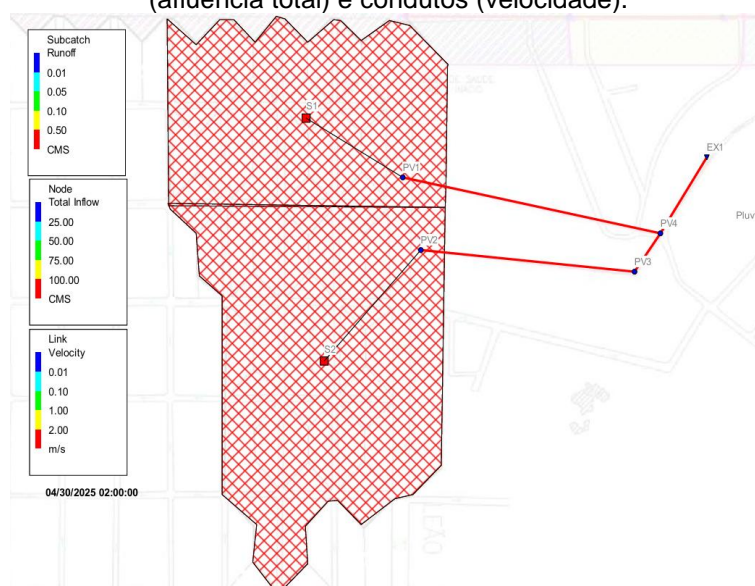 (afluência total) e condutos (velocidade).
Subcatch
Runoff
0.01
0.05
0.10
0.50
CMS
Node
Total Inflow
25.00
50.00
75.00
100.00
CMS
Link
Velocity
0.01
0.10
1.00
2.00
m/s
04/30/2025 02:00:00
S1
PV1
EX1
Pluv
PV4
PV2
PV3
S2
LEÃO